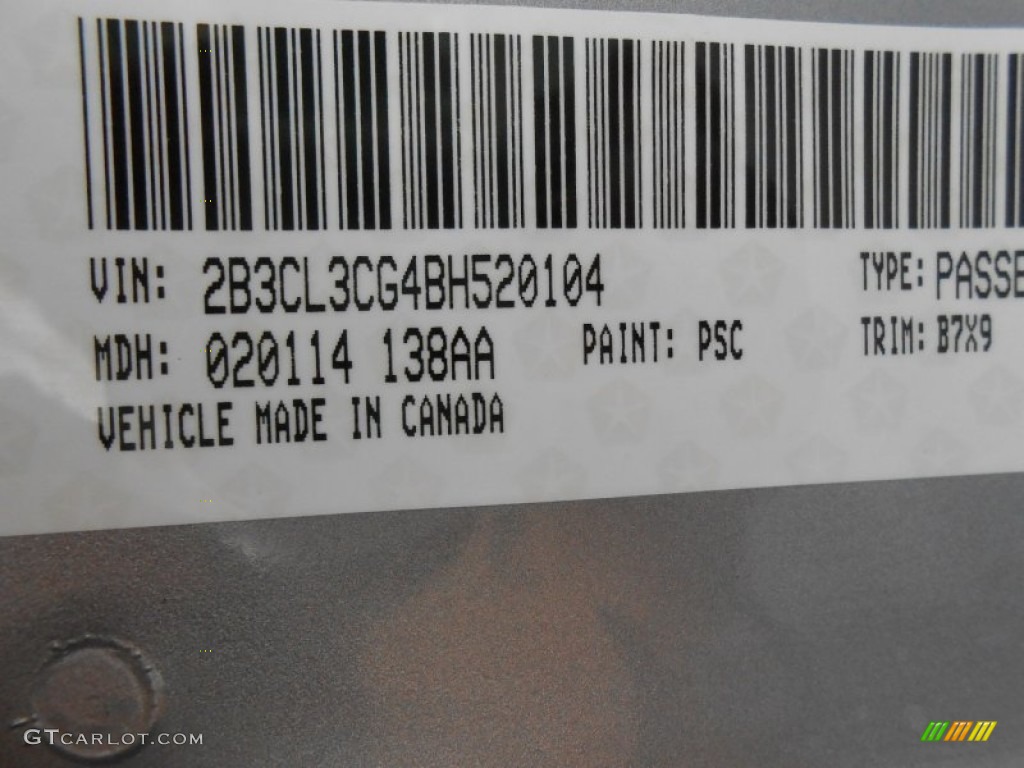 VIN: 2B3CL3CG4BH520104 TYPE: PASSE
MDH: 020114 138AA PAINT: PSC TRIM: B7X9
VEHICLE MADE IN CANADA
GTCARLOT.COM